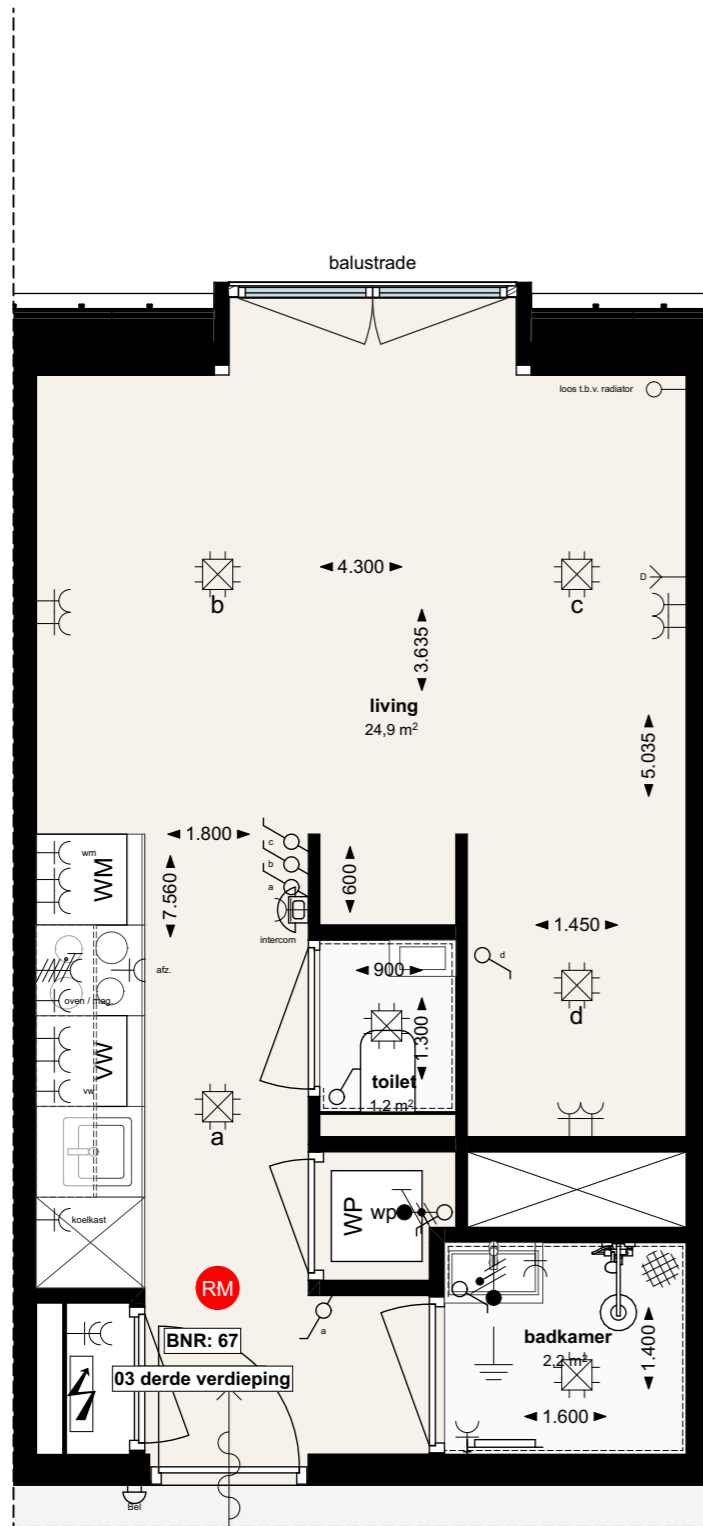 balustrade
loos t.b.v. radiator
4.300
b
c
D
3.635
living
24,9 m²
5.035
1.800
c
b
a
wm
WM
7.560
600
intercom
1.450
d
afz.
900
oven / mag.
d
1.300
VW
vw
toilet
1,2 m²
a
koelkast
WP
wp
RM
a
BNR: 67
badkamer
2,2 m²
1.400
03 derde verdieping
1.600
Bel